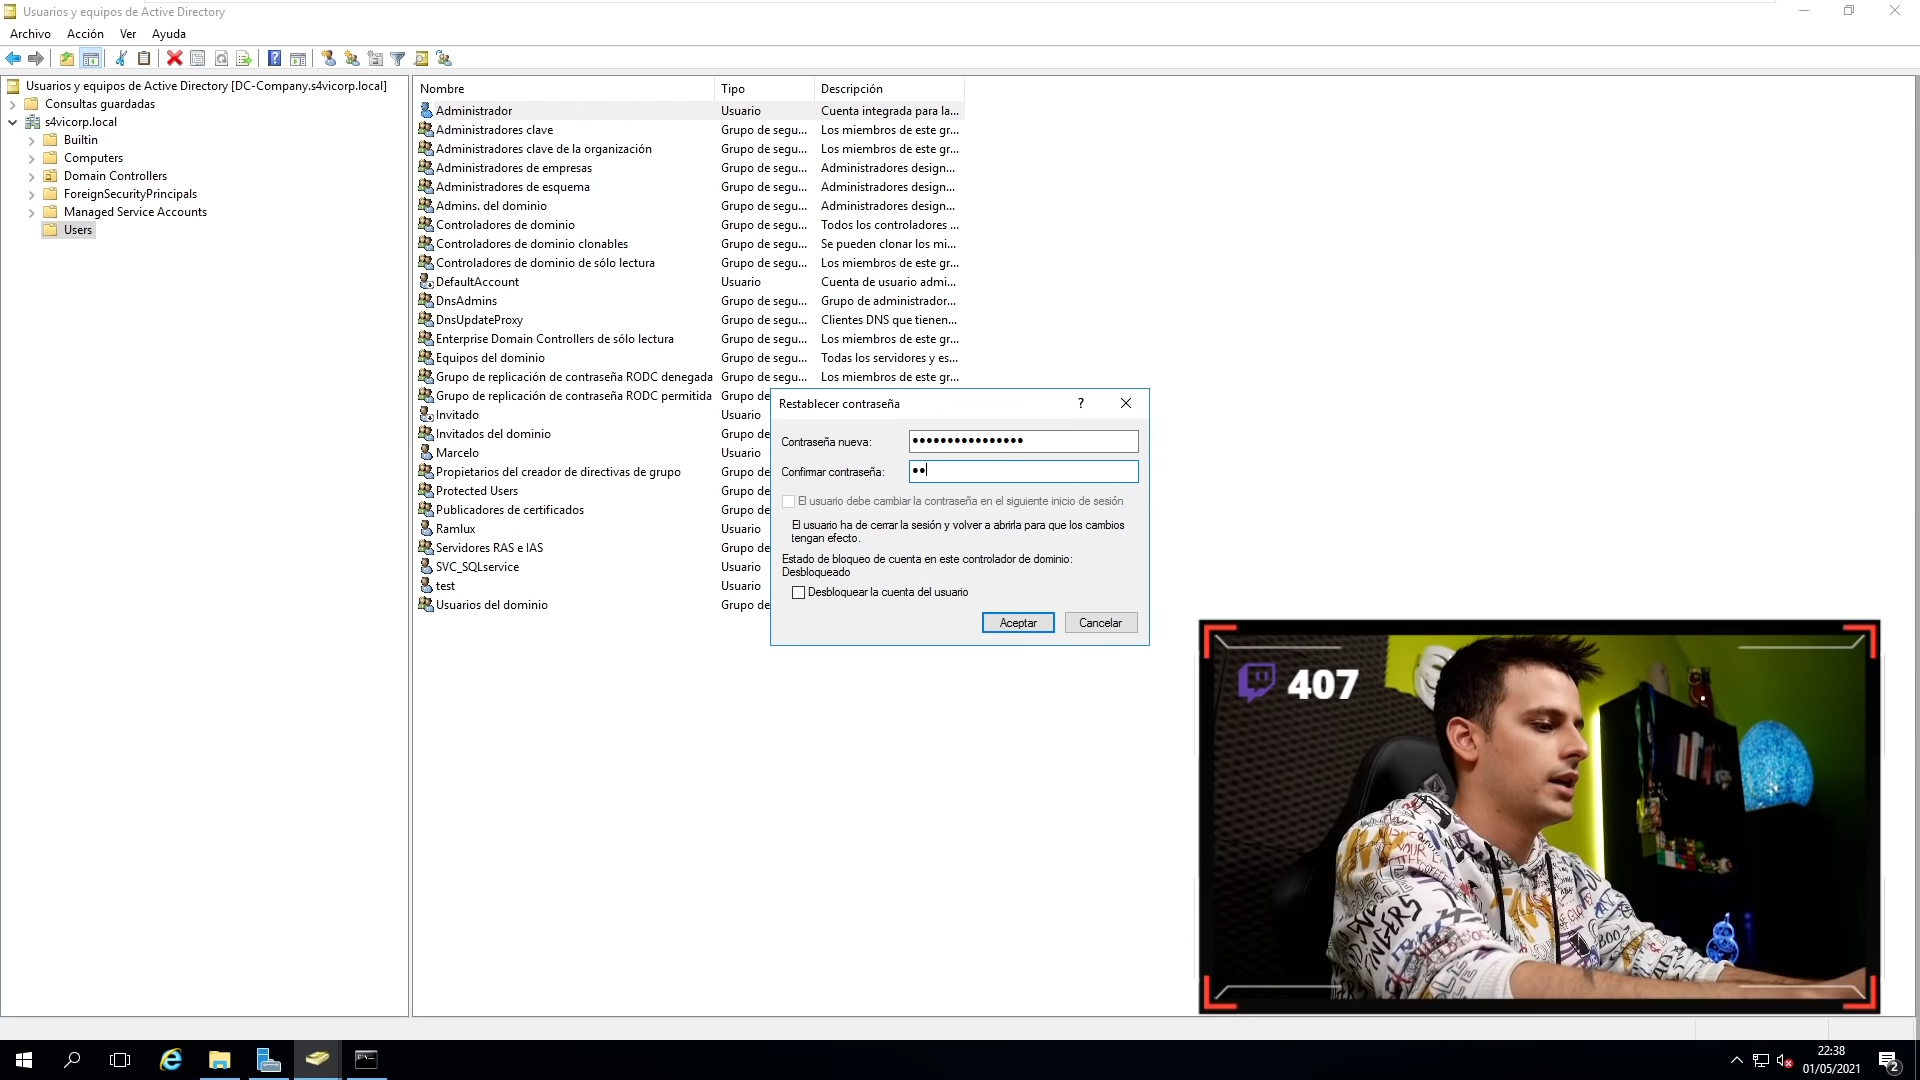 Usuarios y equipos de Active Directory
Archivo Acción Ver Ayuda
Usuarios y equipos de Active Directory [DC-Company.s4vicorp.local]
Consultas guardadas
s4vicorp.local
Builtin
Computers
Domain Controllers
ForeignSecurityPrincipals
Managed Service Accounts
Users
Nombre Tipo Descripción
Administrador Usuario Cuenta integrada para la...
Administradores clave Grupo de segu... Los miembros de este gr...
Administradores clave de la organización Grupo de segu... Los miembros de este gr...
Administradores de empresas Grupo de segu... Administradores design...
Administradores de esquema Grupo de segu... Administradores design...
Admins. del dominio Grupo de segu... Administradores design...
Controladores de dominio Grupo de segu... Todos los controladores ...
Controladores de dominio clonables Grupo de segu... Se pueden clonar los mi...
Controladores de dominio de sólo lectura Grupo de segu... Los miembros de este gr...
DefaultAccount Usuario Cuenta de usuario admi...
DnsAdmins Grupo de segu... Grupo de administrador...
DnsUpdateProxy Grupo de segu... Clientes DNS que tienen...
Enterprise Domain Controllers de sólo lectura Grupo de segu... Los miembros de este gr...
Equipos del dominio Grupo de segu... Todas los servidores y es...
Grupo de replicación de contraseña RODC denegada Grupo de segu... Los miembros de este gr...
Grupo de replicación de contraseña RODC permitida Grupo de
Invitado Usuario
Invitados del dominio Grupo de
Marcelo Usuario
Propietarios del creador de directivas de grupo Grupo de
Protected Users Grupo de
Publicadores de certificados Grupo de
Ramlux Usuario
Servidores RAS e IAS Grupo de
SVC_SQLservice Usuario
test Usuario
Usuarios del dominio Grupo de
Restablecer contraseña ?
Contraseña nueva: ••••••••••••••••
Confirmar contraseña: ••
El usuario debe cambiar la contraseña en el siguiente inicio de sesión
El usuario ha de cerrar la sesión y volver a abrirla para que los cambios
tengan efecto.
Estado de bloqueo de cuenta en este controlador de dominio:
Desbloqueado
Desbloquear la cuenta del usuario
Aceptar Cancelar
407
22:38
01/05/2021
2